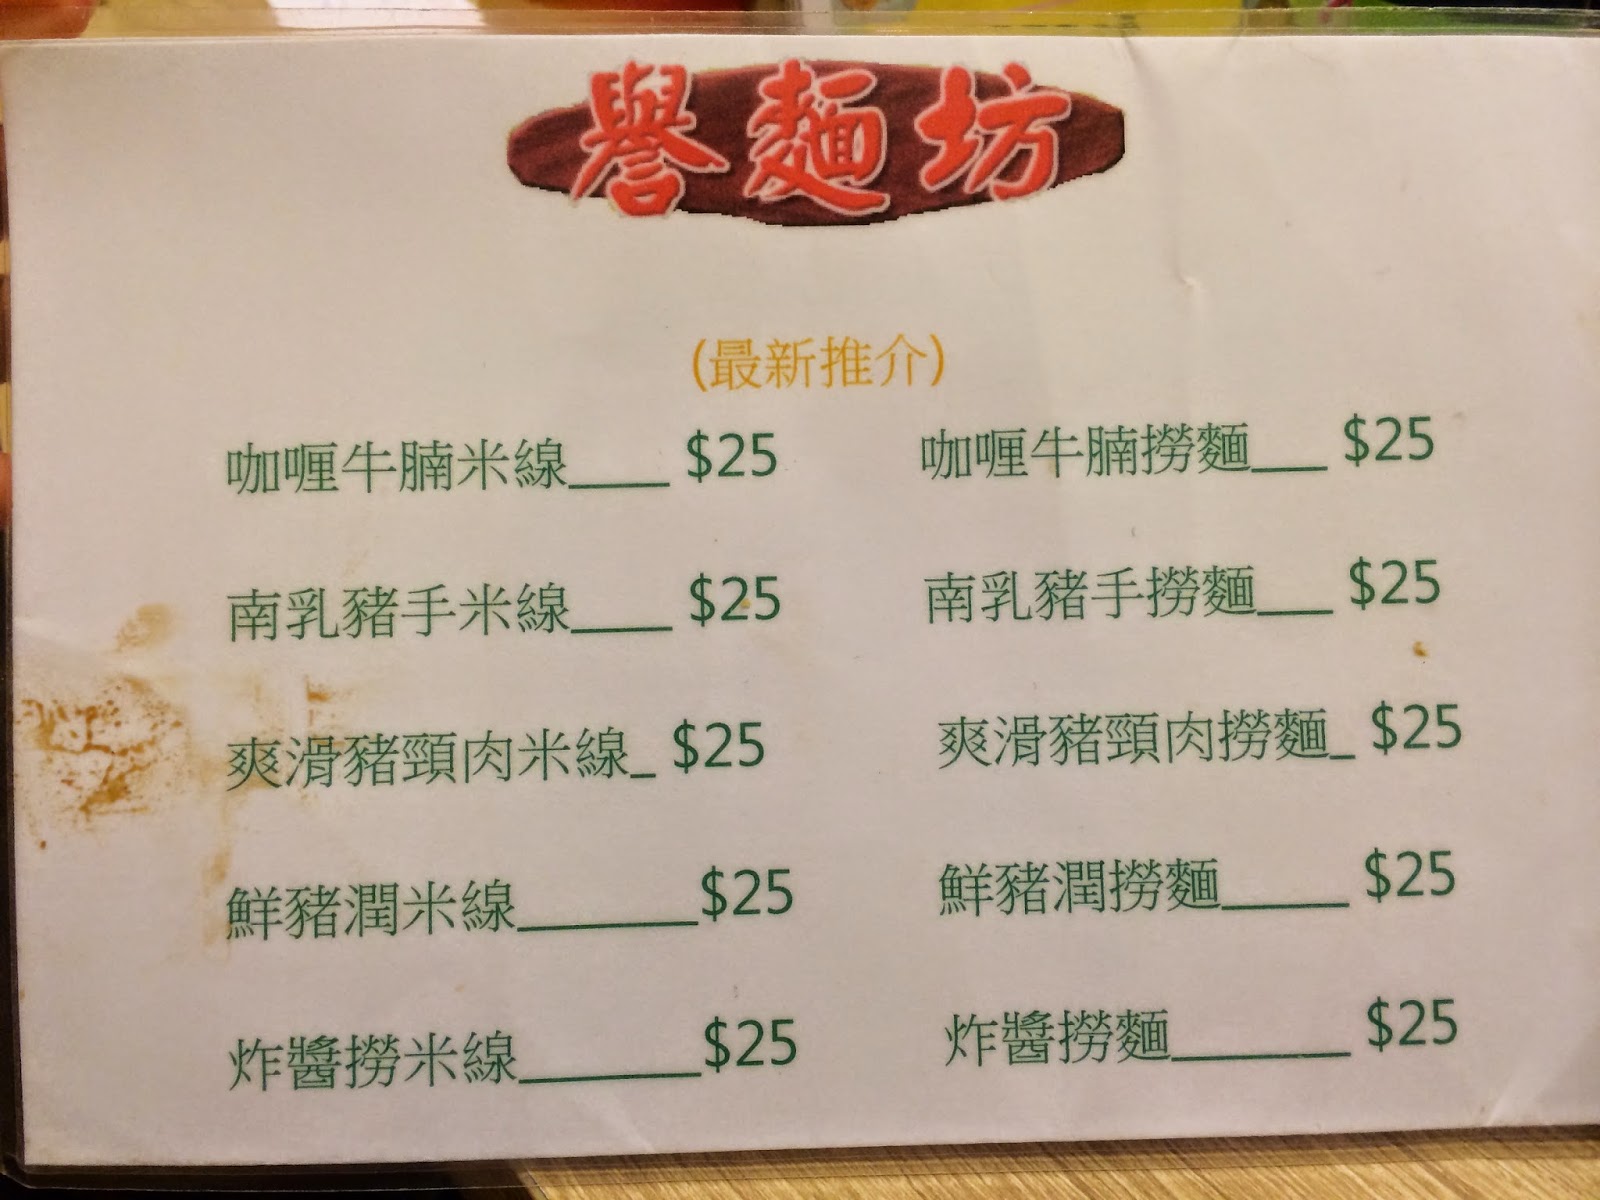 譽麵坊
(最新推介)
咖喱牛腩米線____ $25 咖喱牛腩撈麵___ $25
南乳豬手米線____ $25 南乳豬手撈麵___ $25
爽滑豬頸肉米線_ $25 爽滑豬頸肉撈麵_ $25
鮮豬潤米線_______$25 鮮豬潤撈麵_____ $25
炸醬撈米線_______$25 炸醬撈麵_______ $25